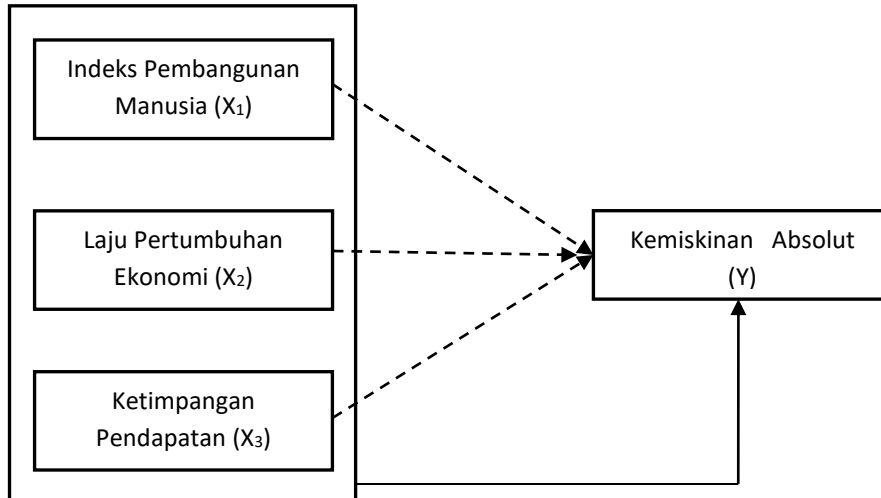 Indeks Pembangunan
Manusia (X₁)
Laju Pertumbuhan
Ekonomi (X₂)
Kemiskinan Absolut
(Y)
Ketimpangan
Pendapatan (X₃)